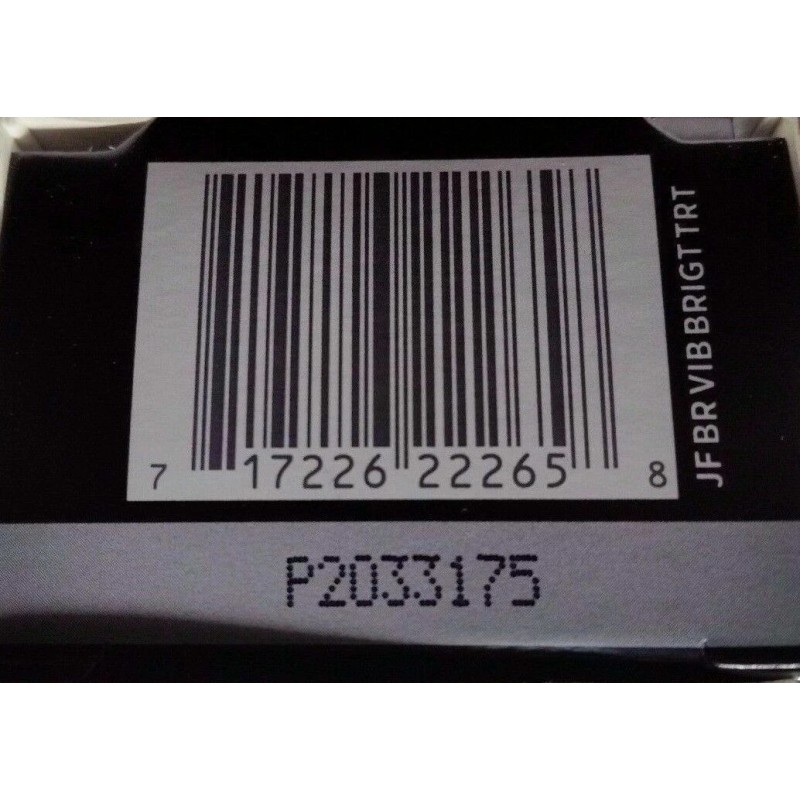 7 17226 22265 8
JF BR VIB BRIGT TRT
P2033175